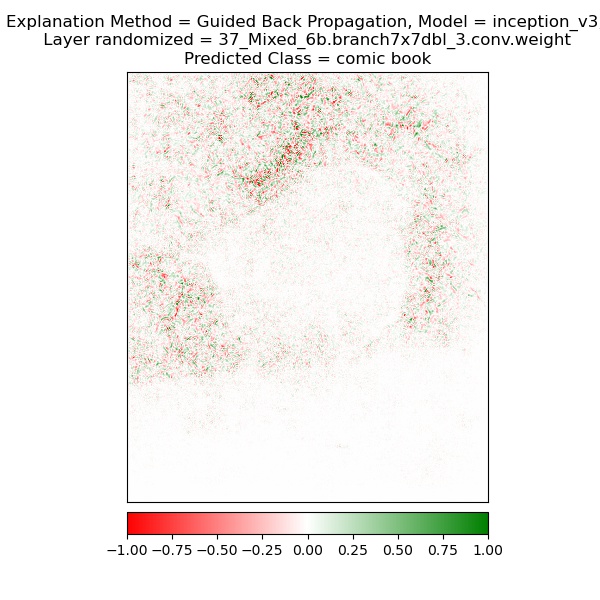 Explanation Method = Guided Back Propagation, Model = inception_v3
Layer randomized = 37_Mixed_6b.branch7x7dbl_3.conv.weight
Predicted Class = comic book
−1.00 −0.75 −0.50 −0.25 0.00 0.25 0.50 0.75 1.00